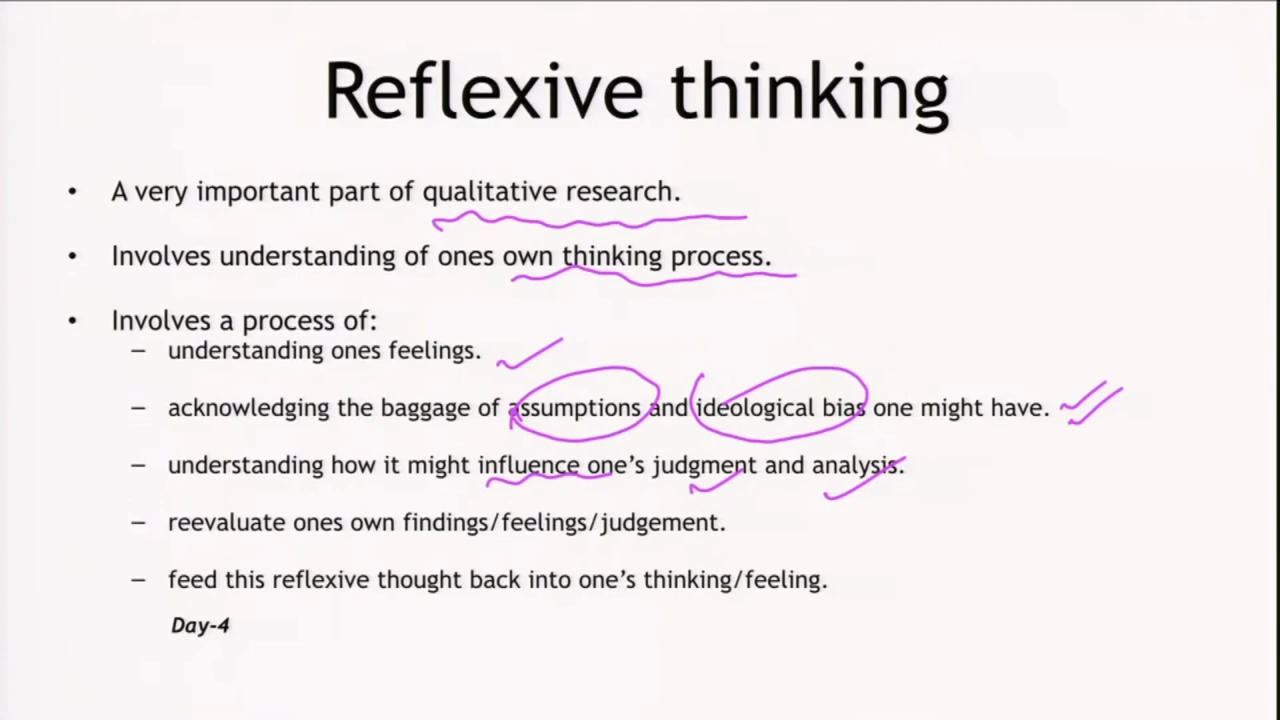 Reflexive thinking
• A very important part of qualitative research.
• Involves understanding of ones own thinking process.
• Involves a process of:
– understanding ones feelings.
– acknowledging the baggage of assumptions and ideological bias one might have.
– understanding how it might influence one’s judgment and analysis.
– reevaluate ones own findings/feelings/judgement.
– feed this reflexive thought back into one’s thinking/feeling.
Day-4